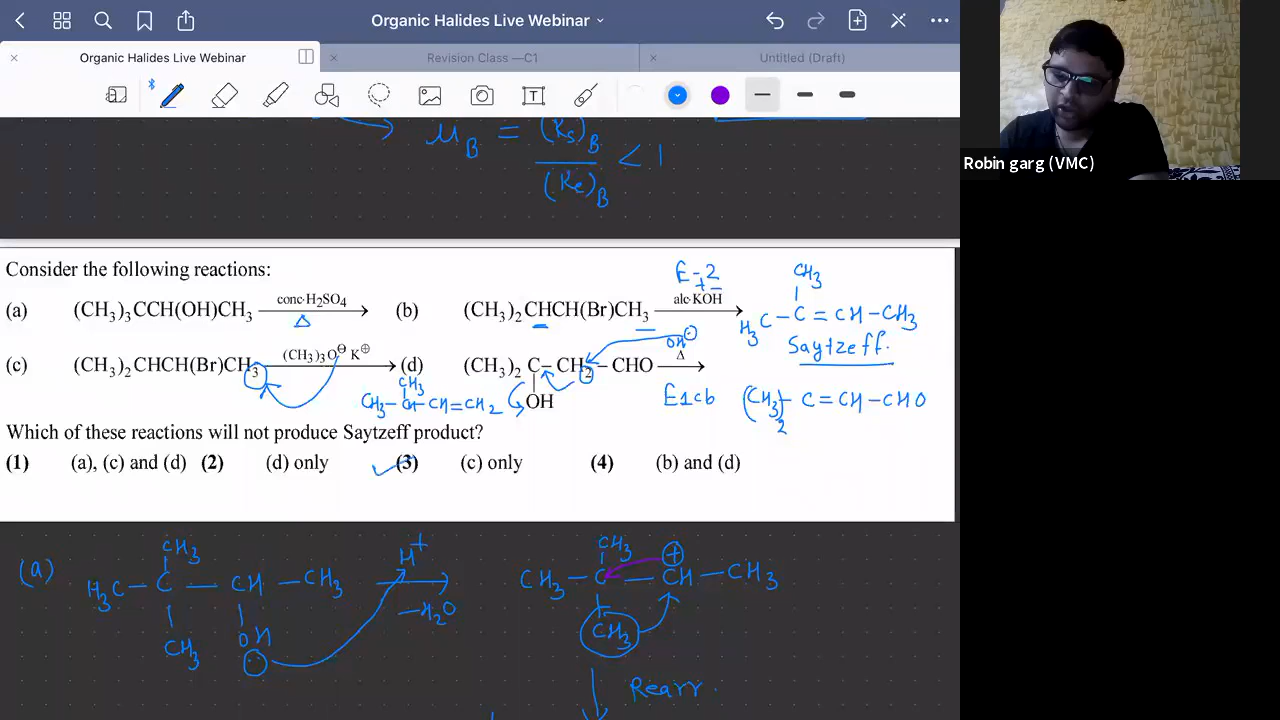 Organic Halides Live Webinar
Organic Halides Live Webinar
Revision Class —C1
Untitled (Draft)
T
Robin garg (VMC)
μB = (Ks)B / (Ke)B < 1
Consider the following reactions:
E-2
CH3
(a) (CH3)3CCH(OH)CH3 conc·H2SO4 Δ
(b) (CH3)2CHCH(Br)CH3 alc·KOH H3C – C = CH – CH3
Saytzeff.
(c) (CH3)2CHCH(Br)CH3 (CH3)3O⊖ K⊕
(d) (CH3)2 C – CH2 – CHO Δ
OH⊖
CH3
CH3 – CH – CH = CH2
OH
E1cb
(CH3)2 – C = CH – CHO
Which of these reactions will not produce Saytzeff product?
(1) (a), (c) and (d) (2) (d) only (3) (c) only (4) (b) and (d)
(a)
CH3
H3C – C – CH – CH3
CH3 OH
H+
–H2O
CH3 +
CH3 – C – CH – CH3
CH3
Rearr.